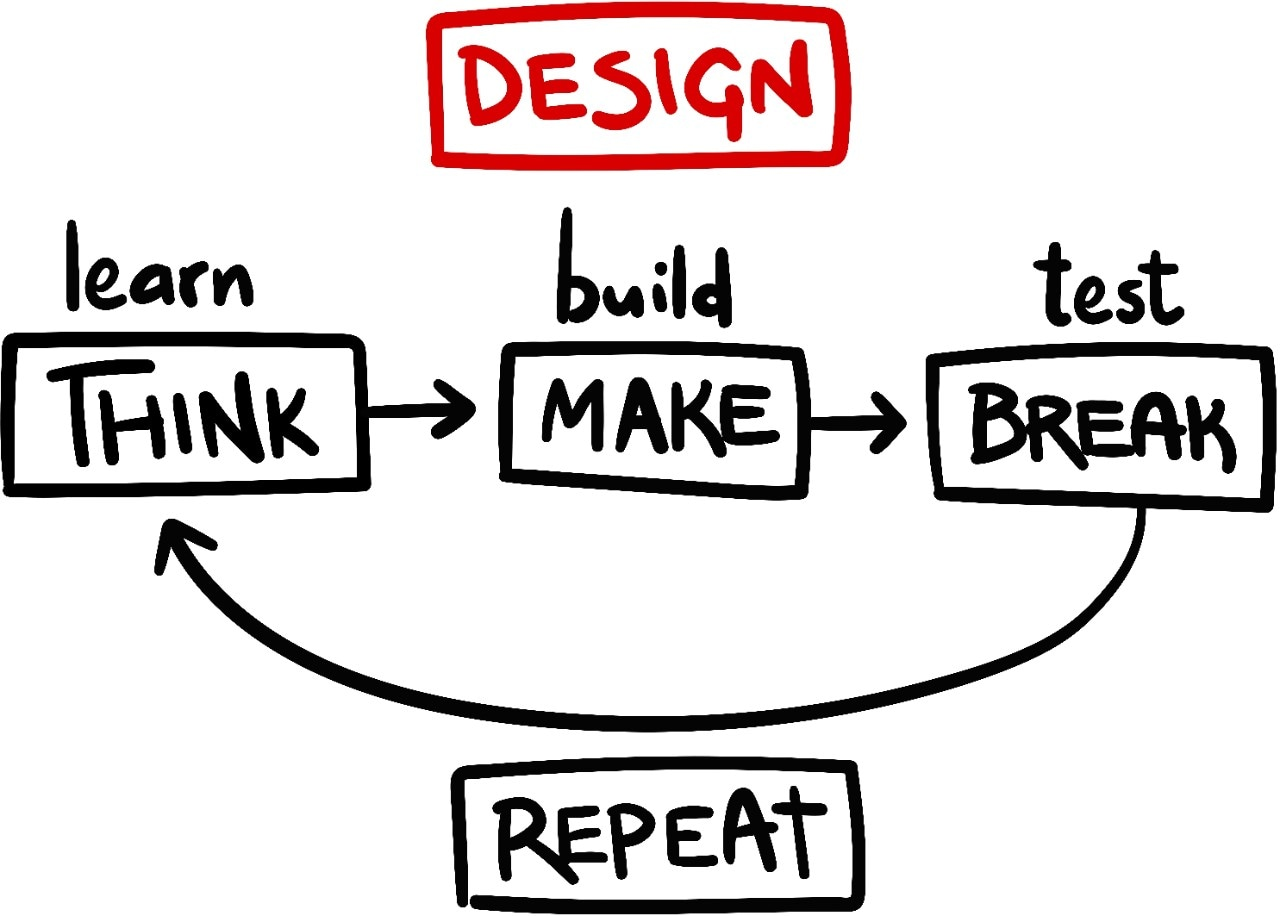 DESIGN
learn build test
THINK MAKE BREAK
REPEAT